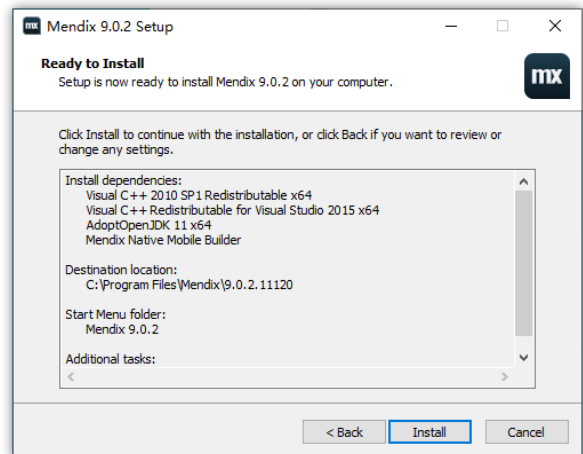 Mendix 9.0.2 Setup
Ready to Install
Setup is now ready to install Mendix 9.0.2 on your computer.
mx
Click Install to continue with the installation, or click Back if you want to review or
change any settings.
Install dependencies:
Visual C++ 2010 SP1 Redistributable x64
Visual C++ Redistributable for Visual Studio 2015 x64
AdoptOpenJDK 11 x64
Mendix Native Mobile Builder
Destination location:
C:\Program Files\Mendix\9.0.2.11120
Start Menu folder:
Mendix 9.0.2
Additional tasks:
< Back Install Cancel